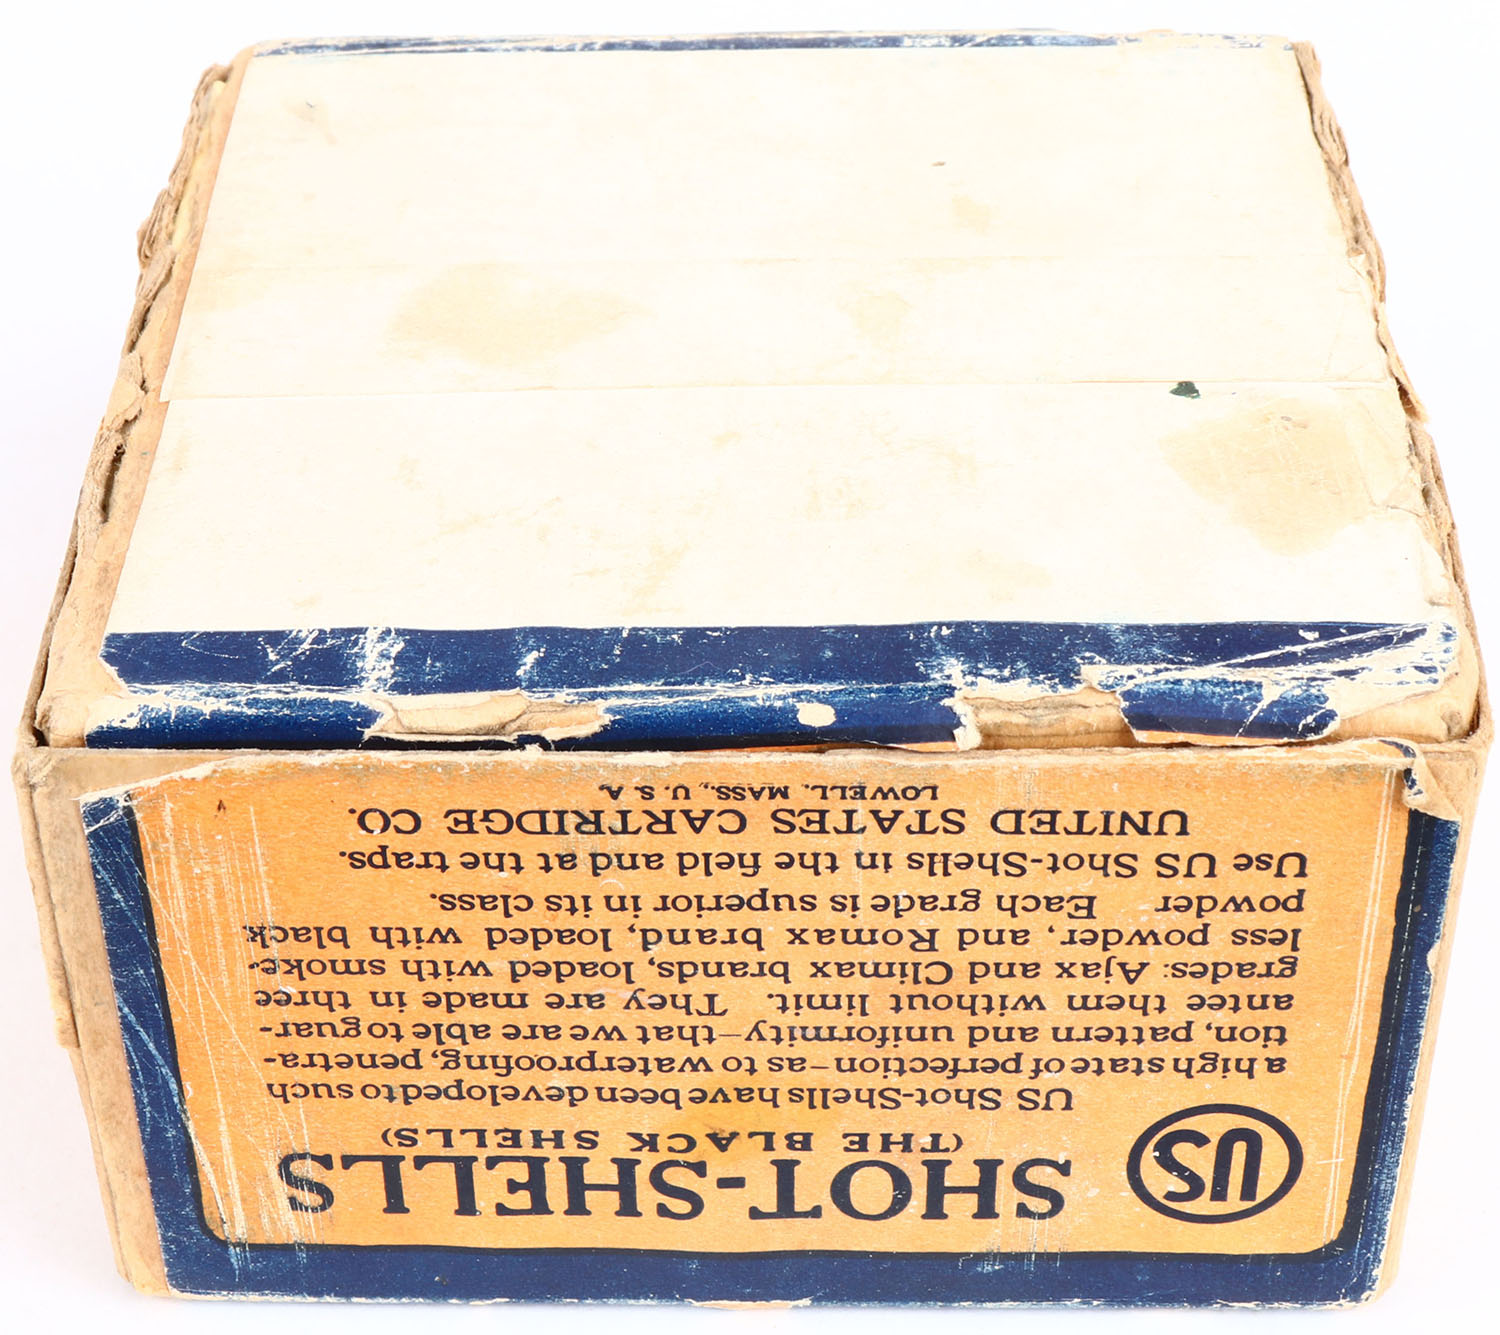 US SHOT-SHELLS
(THE BLACK SHELLS)
US Shot-Shells have been developed to such
a high state of perfection—as to waterproofing, penetra-
tion, pattern and uniformity—that we are able to guar-
antee them without limit. They are made in three
grades: Ajax and Climax brands, loaded with smoke-
less powder, and Romax brand, loaded with black
powder Each grade is superior in its class.
Use US Shot-Shells in the field and at the traps.
UNITED STATES CARTRIDGE CO.
LOWELL, MASS., U. S. A.